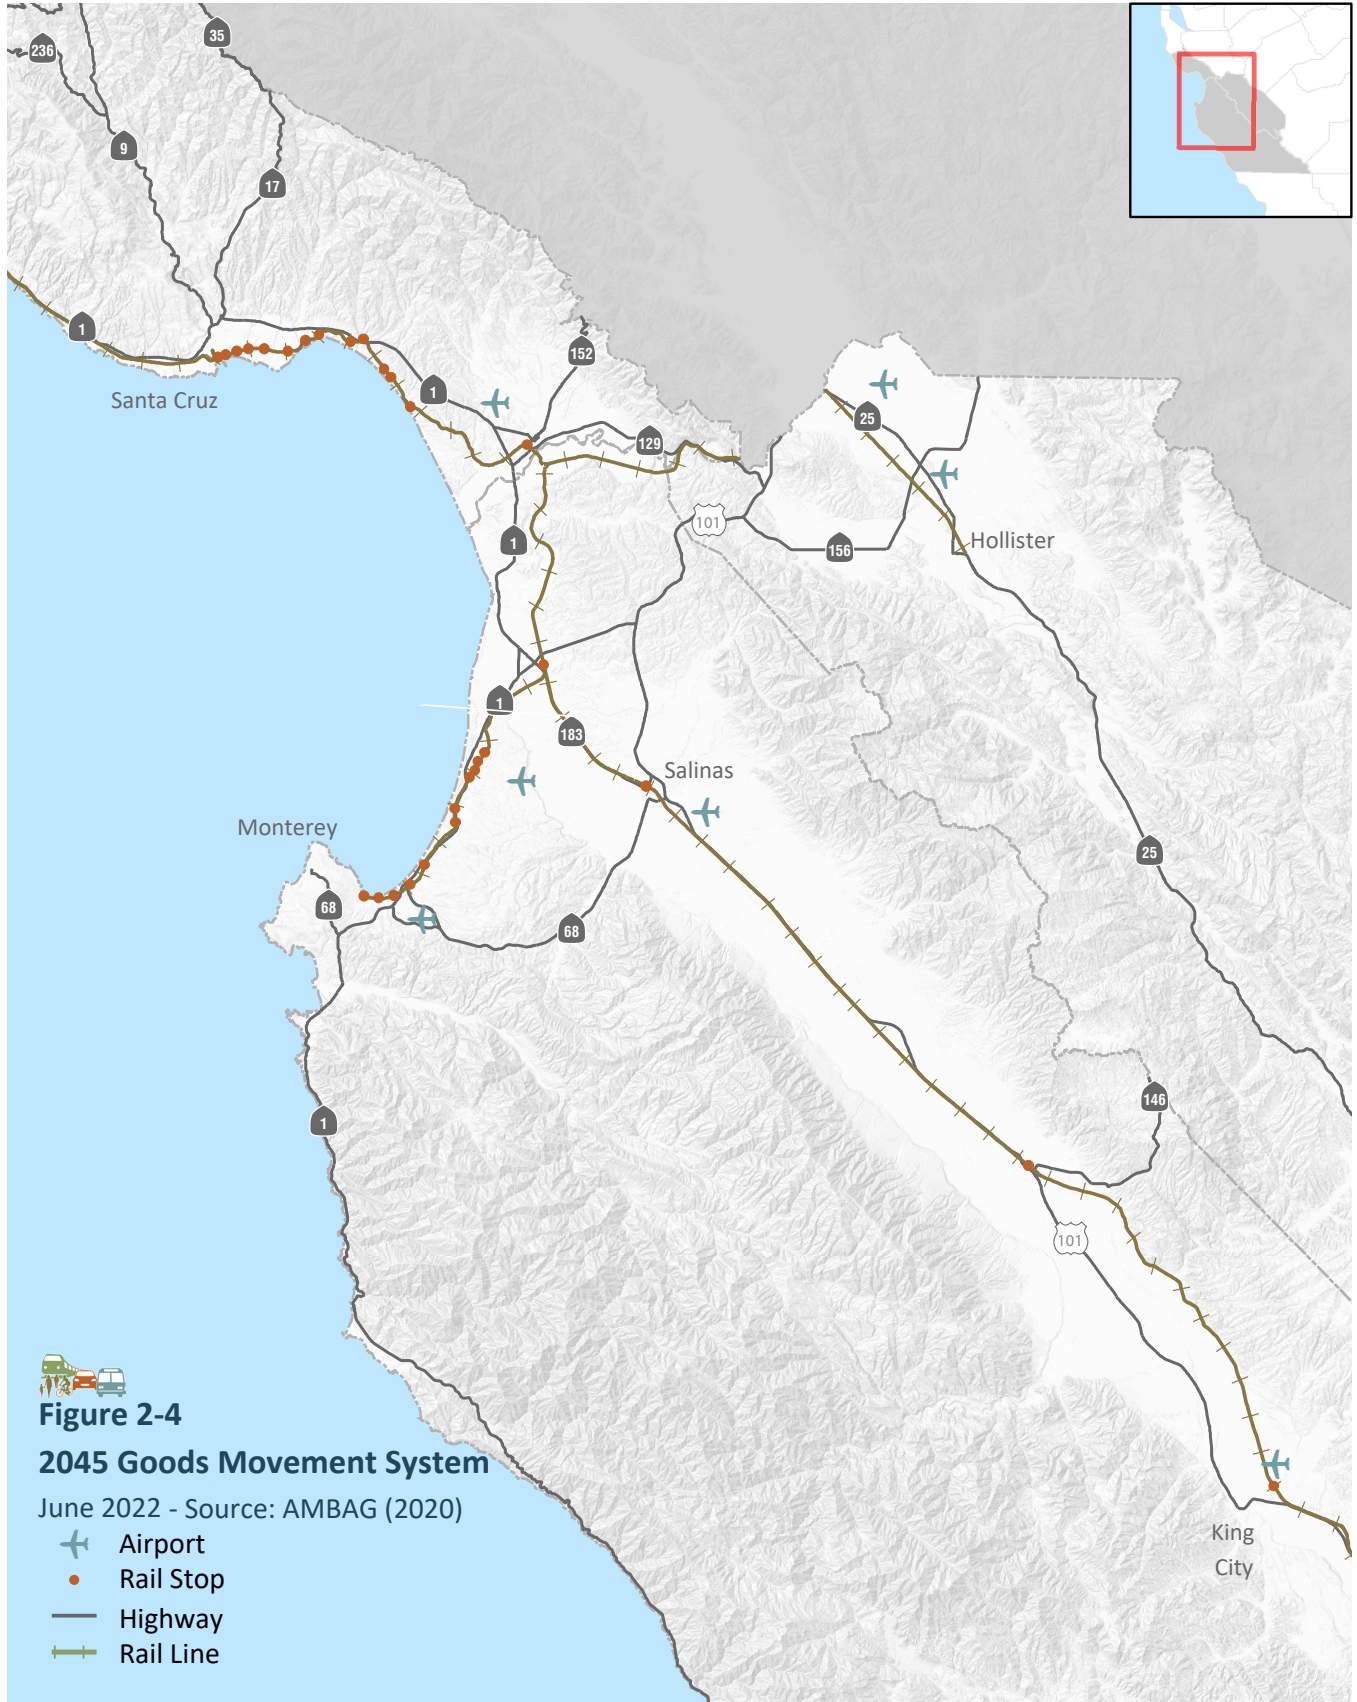 35
236
9
17
1
152
Santa Cruz
1
25
129
101
Hollister
1
156
1
183
Salinas
Monterey
25
68
68
146
1
101
Figure 2-4
2045 Goods Movement System
June 2022 - Source: AMBAG (2020)
Airport
King
City
Rail Stop
Highway
Rail Line